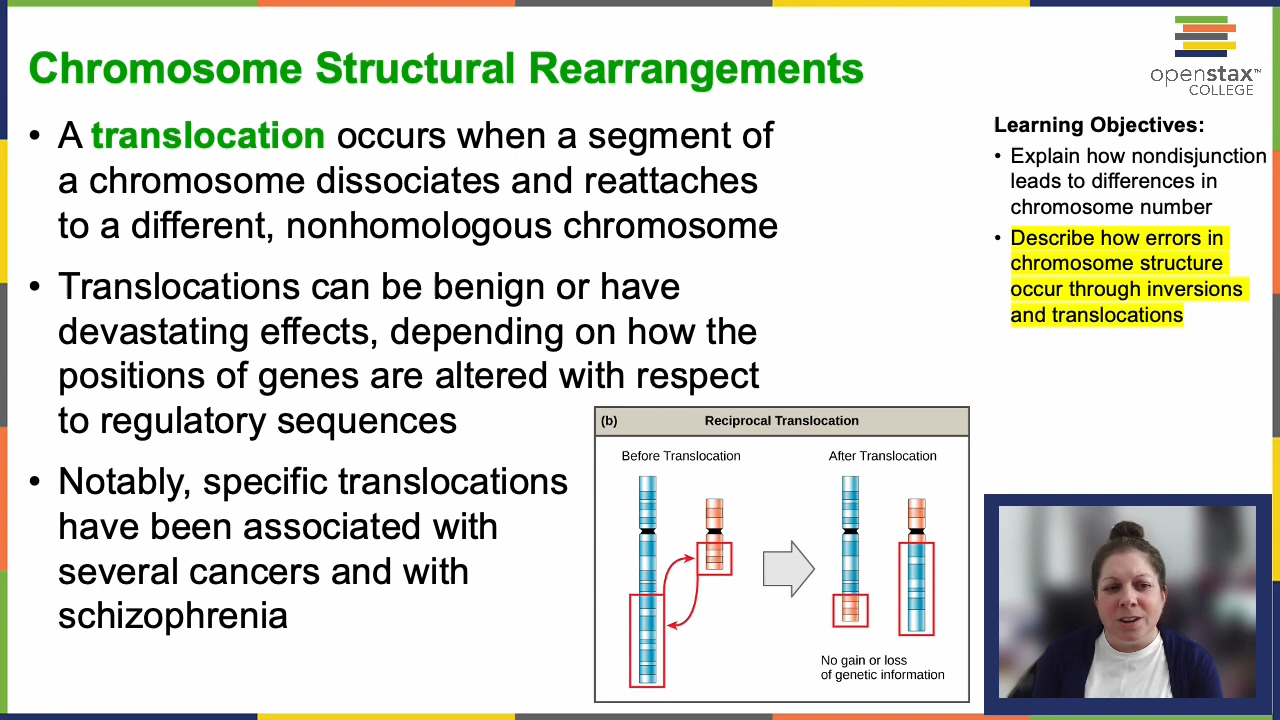 Chromosome Structural Rearrangements
• A translocation occurs when a segment of
a chromosome dissociates and reattaches
to a different, nonhomologous chromosome
• Translocations can be benign or have
devastating effects, depending on how the
positions of genes are altered with respect
to regulatory sequences
• Notably, specific translocations
have been associated with
several cancers and with
schizophrenia
(b) Reciprocal Translocation
Before Translocation After Translocation
No gain or loss
of genetic information
openstax™
COLLEGE
Learning Objectives:
• Explain how nondisjunction
leads to differences in
chromosome number
• Describe how errors in
chromosome structure
occur through inversions
and translocations